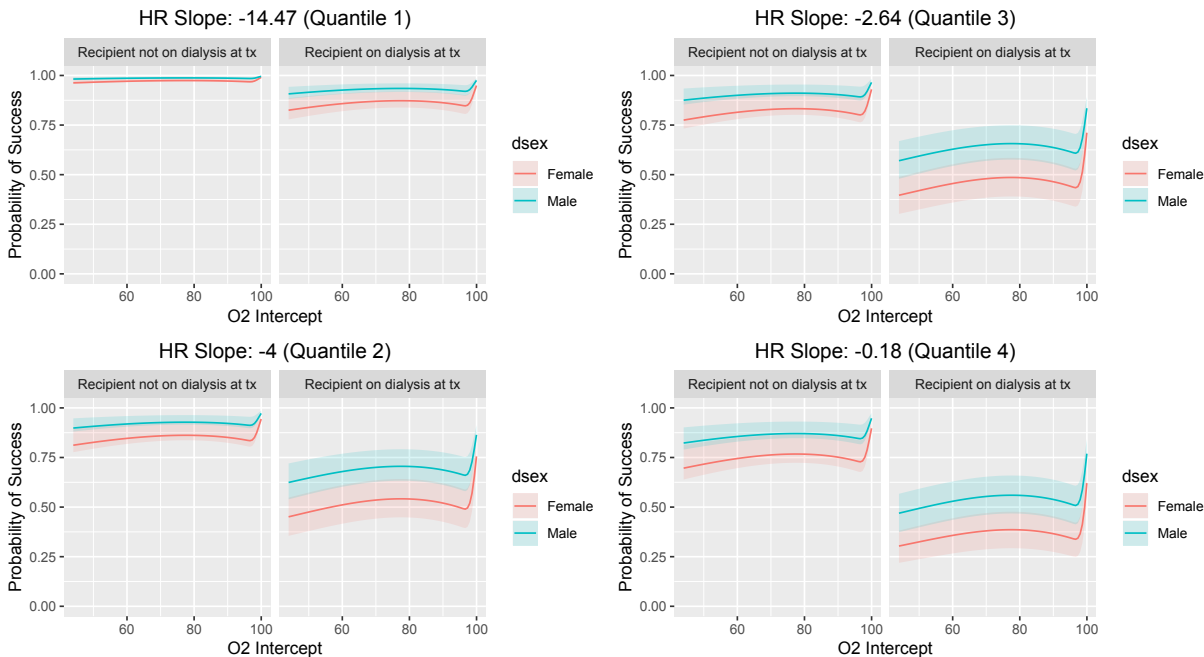 HR Slope: -14.47 (Quantile 1)
Recipient not on dialysis at tx
Recipient on dialysis at tx
Probability of Success
1.00
0.75
0.50
0.25
0.00
60
80
100
60
80
100
O2 Intercept
dsex
Female
Male
HR Slope: -2.64 (Quantile 3)
Recipient not on dialysis at tx
Recipient on dialysis at tx
Probability of Success
1.00
0.75
0.50
0.25
0.00
60
80
100
60
80
100
O2 Intercept
dsex
Female
Male
HR Slope: -4 (Quantile 2)
Recipient not on dialysis at tx
Recipient on dialysis at tx
Probability of Success
1.00
0.75
0.50
0.25
0.00
60
80
100
60
80
100
O2 Intercept
dsex
Female
Male
HR Slope: -0.18 (Quantile 4)
Recipient not on dialysis at tx
Recipient on dialysis at tx
Probability of Success
1.00
0.75
0.50
0.25
0.00
60
80
100
60
80
100
O2 Intercept
dsex
Female
Male